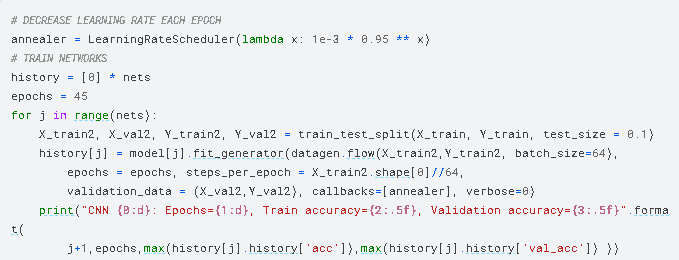 # DECREASE LEARNING RATE EACH EPOCH
annealer = LearningRateScheduler(lambda x: 1e-3 * 0.95 ** x)
# TRAIN NETWORKS
history = [0] * nets
epochs = 45
for j in range(nets):
    X_train2, X_val2, Y_train2, Y_val2 = train_test_split(X_train, Y_train, test_size = 0.1)
    history[j] = model[j].fit_generator(datagen.flow(X_train2,Y_train2, batch_size=64),
        epochs = epochs, steps_per_epoch = X_train2.shape[0]//64,
        validation_data = (X_val2,Y_val2), callbacks=[annealer], verbose=0)
    print("CNN {0:d}: Epochs={1:d}, Train accuracy={2:.5f}, Validation accuracy={3:.5f}".forma
t(
        j+1,epochs,max(history[j].history['acc']),max(history[j].history['val_acc']) ))